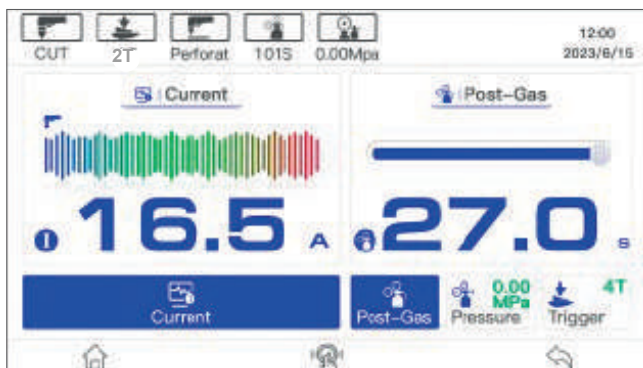 CUT 2T Perforat 101S 0.00Mpa
12:00
2023/6/15
Current
Post-Gas
16.5 A
27.0 s
Current
Post-Gas
0.00
MPa
Pressure
4T
Trigger